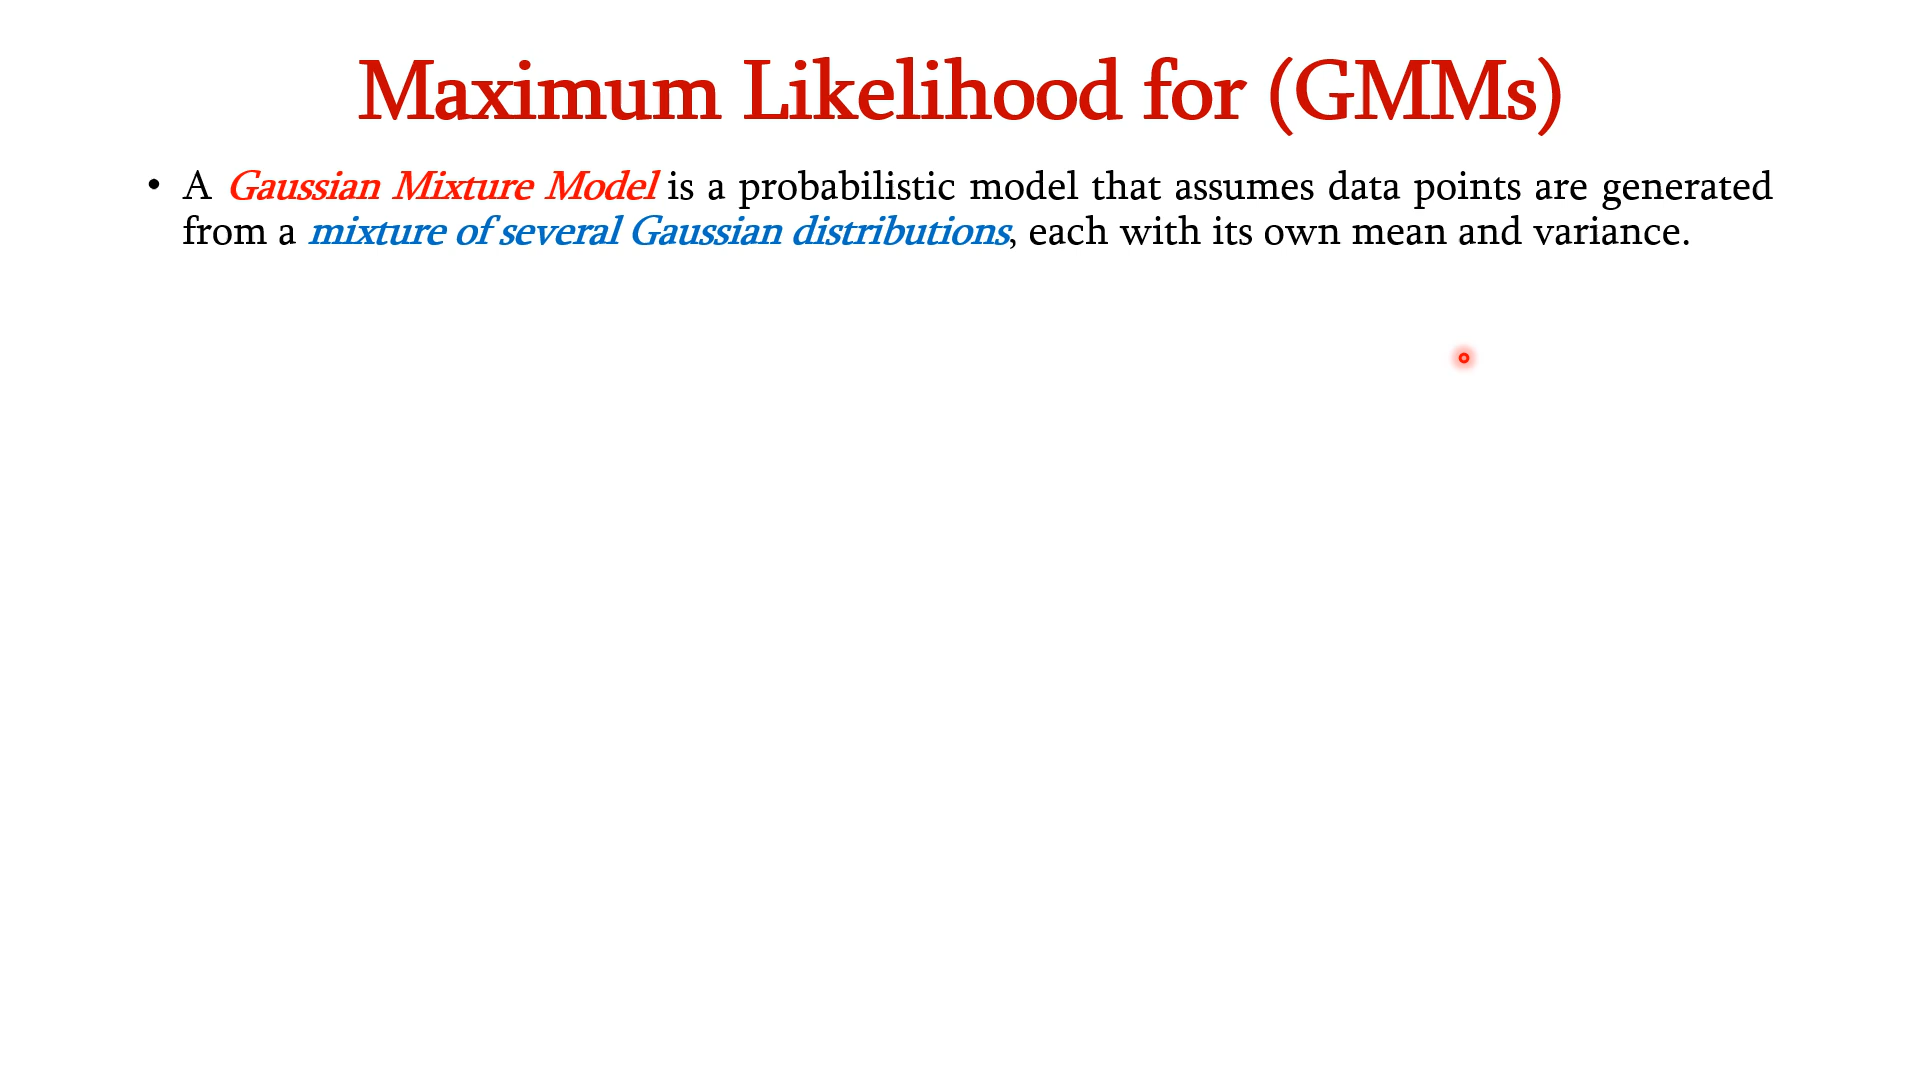 Maximum Likelihood for (GMMs)
• A Gaussian Mixture Model is a probabilistic model that assumes data points are generated
from a mixture of several Gaussian distributions, each with its own mean and variance.